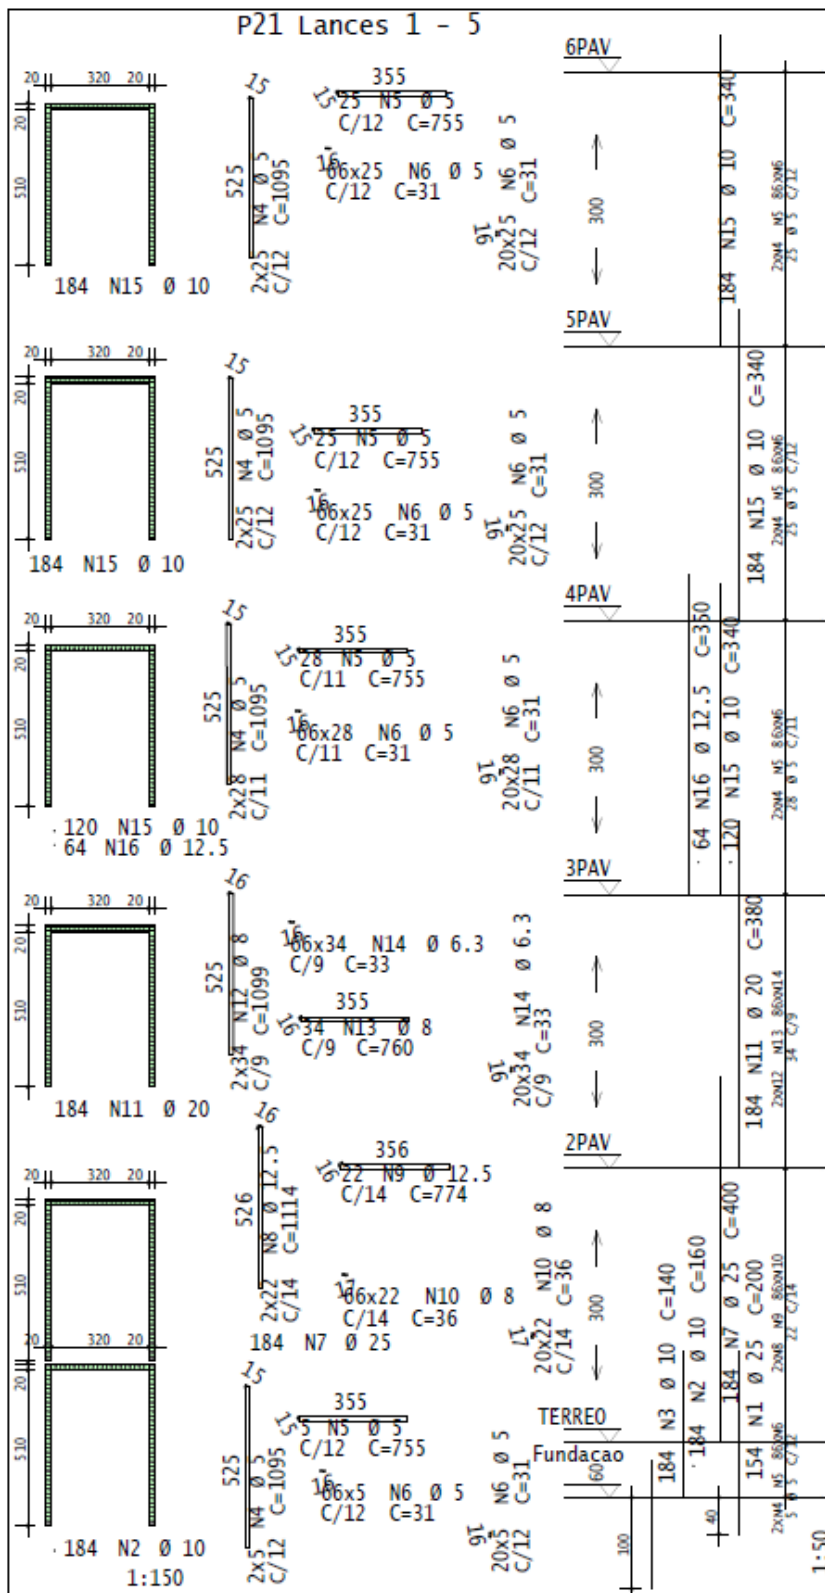 P21 Lances 1 - 5
6PAV
20 320 20
20
510
184 N15 Ø 10
15
525
N4 Ø 5
C=1095
2x25
C/12
355
15
25 N5 Ø 5
C/12 C=755
16
66x25 N6 Ø 5
C/12 C=31
N6 Ø 5
C=31
16
20x25
C/12
300
184 N15 Ø 10 C=340
2xN4 N5 86xN6
25 Ø 5 C/12
5PAV
20 320 20
20
510
184 N15 Ø 10
15
525
N4 Ø 5
C=1095
2x25
C/12
355
15
25 N5 Ø 5
C/12 C=755
16
66x25 N6 Ø 5
C/12 C=31
N6 Ø 5
C=31
16
20x25
C/12
300
184 N15 Ø 10 C=340
2xN4 N5 86xN6
25 Ø 5 C/12
4PAV
20 320 20
20
510
120 N15 Ø 10
64 N16 Ø 12.5
15
525
N4 Ø 5
C=1095
2x28
C/11
355
15
28 N5 Ø 5
C/11 C=755
16
66x28 N6 Ø 5
C/11 C=31
N6 Ø 5
C=31
16
20x28
C/11
300
64 N16 Ø 12.5 C=350
120 N15 Ø 10 C=340
2xN4 N5 86xN6
28 Ø 5 C/11
3PAV
20 320 20
20
510
184 N11 Ø 20
16
525
N12 Ø 8
C=1099
2x34
C/9
16
66x34 N14 Ø 6.3
C/9 C=33
355
16
34 N13 Ø 8
C/9 C=760
N14 Ø 6.3
C=33
16
20x34
C/9
300
184 N11 Ø 20 C=380
2xN12 N13 86xN14
34 C/9
2PAV
20 320 20
20
510
16
526
N8 Ø 12.5
C=1114
2x22
C/14
356
16
22 N9 Ø 12.5
C/14 C=774
17
66x22 N10 Ø 8
C/14 C=36
184 N7 Ø 25
N10 Ø 8
C=36
17
20x22
C/14
300
184 N3 Ø 10 C=140
184 N2 Ø 10 C=160
184 N7 Ø 25 C=400
154 N1 Ø 25 C=200
2xN8 N9 86xN10
22 C/14
TERREO
20 320 20
20
510
184 N2 Ø 10
1:150
15
525
N4 Ø 5
C=1095
2x5
C/12
355
15
5 N5 Ø 5
C/12 C=755
16
66x5 N6 Ø 5
C/12 C=31
N6 Ø 5
C=31
16
20x5
C/12
Fundacao
60
2xN4 N5 86xN6
5 Ø 5 C/12
100
40
1:50